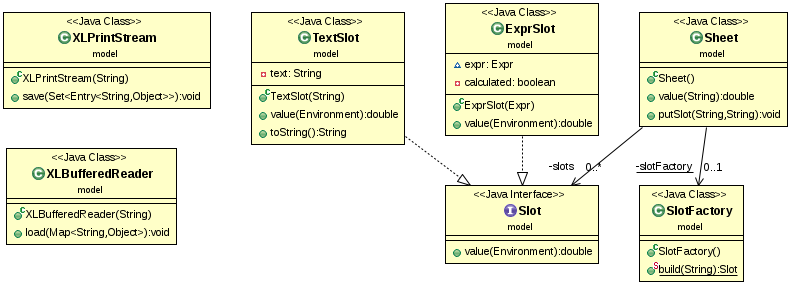 <<Java Class>>
XLPrintStream
model
XLPrintStream(String)
save(Set<Entry<String,Object>>):void
<<Java Class>>
TextSlot
model
text: String
TextSlot(String)
value(Environment):double
toString():String
<<Java Class>>
ExprSlot
model
expr: Expr
calculated: boolean
ExprSlot(Expr)
value(Environment):double
<<Java Class>>
Sheet
model
Sheet()
value(String):double
putSlot(String,String):void
<<Java Class>>
XLBufferedReader
model
XLBufferedReader(String)
load(Map<String,Object>):void
-slots 0..*
-slotFactory 0..1
<<Java Interface>>
Slot
model
value(Environment):double
<<Java Class>>
SlotFactory
model
SlotFactory()
build(String):Slot